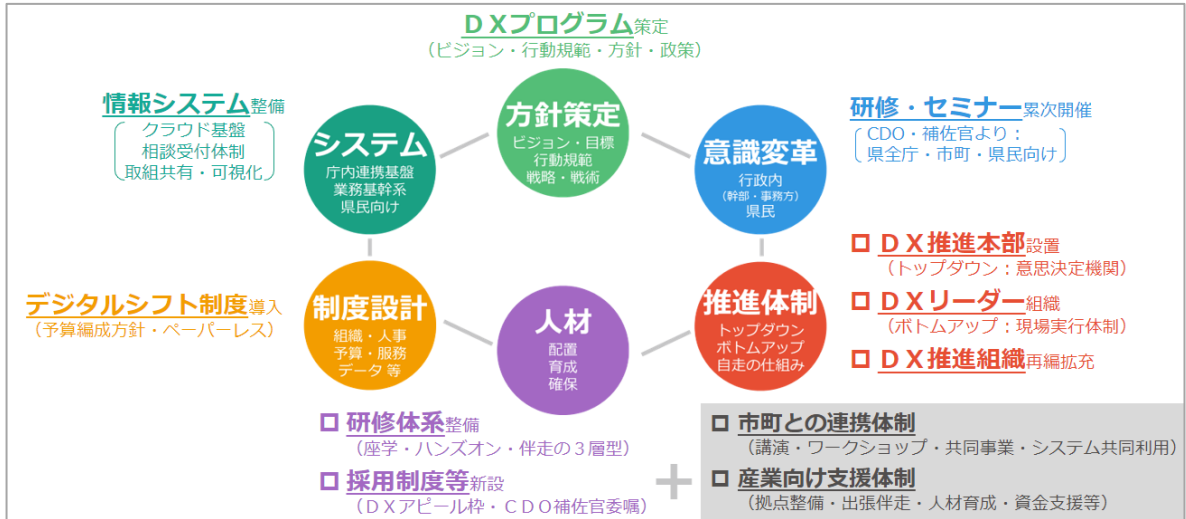 ＤＸプログラム策定
（ビジョン・行動規範・方針・政策）
情報システム整備
クラウド基盤
相談受付体制
取組共有・可視化
システム
庁内連携基盤
業務基幹系
県民向け
方針策定
ビジョン・目標
行動規範
戦略・戦術
意識変革
行政内
（幹部・事務方）
県民
研修・セミナー累次開催
CDO・補佐官より：
県全庁・市町・県民向け
デジタルシフト制度導入
（予算編成方針・ペーパーレス）
制度設計
組織・人事
予算・服務
データ 等
人材
配置
育成
確保
推進体制
トップダウン
ボトムアップ
自走の仕組み
ＤＸ推進本部設置
（トップダウン：意思決定機関）
ＤＸリーダー組織
（ボトムアップ：現場実行体制）
ＤＸ推進組織再編拡充
研修体系整備
（座学・ハンズオン・伴走の３層型）
採用制度等新設
（ＤＸアピール枠・ＣＤＯ補佐官委嘱）
＋
市町との連携体制
（講演・ワークショップ・共同事業・システム共同利用）
産業向け支援体制
（拠点整備・出張伴走・人材育成・資金支援等）